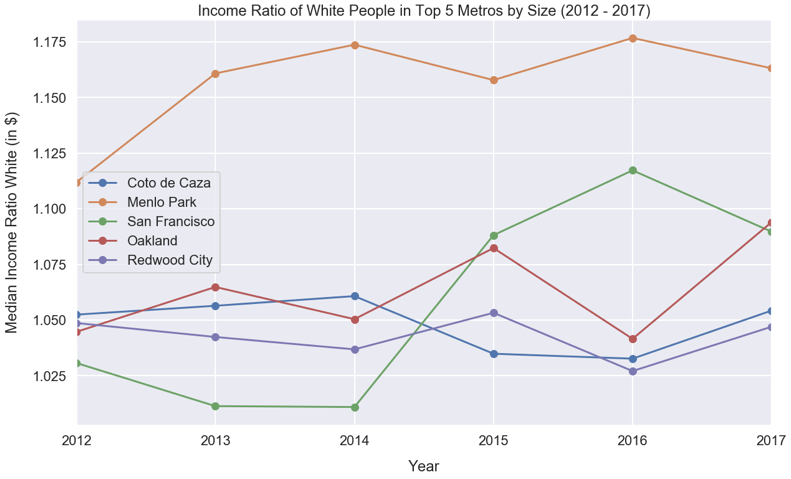 Income Ratio of White People in Top 5 Metros by Size (2012 - 2017)
Median Income Ratio White (in $)
1.175
1.150
1.125
1.100
1.075
1.050
1.025
Coto de Caza
Menlo Park
San Francisco
Oakland
Redwood City
2012 2013 2014 2015 2016 2017
Year